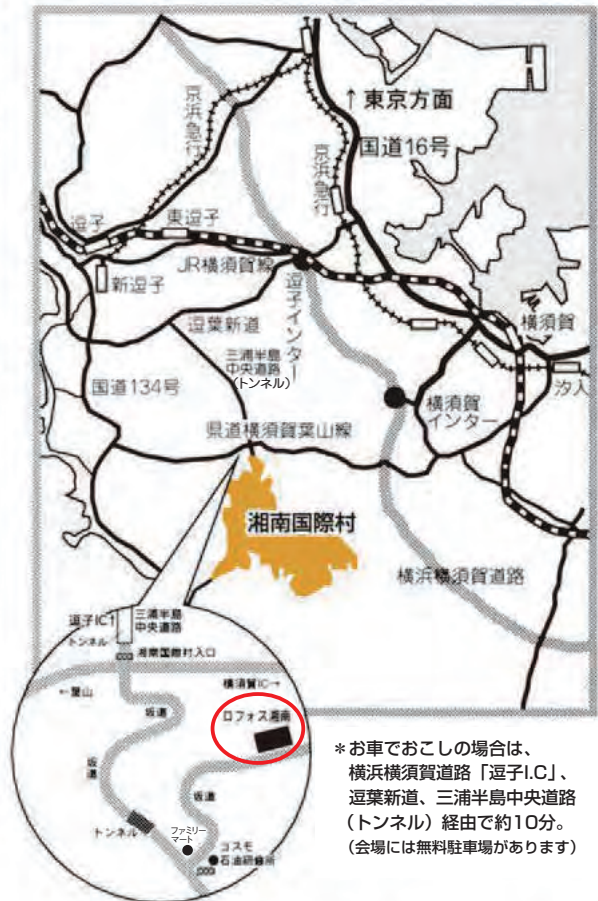 ↑東京方面
国道16号
京浜急行
京浜急行
逗子
東逗子
新逗子
JR横須賀線
逗子インター
逗葉新道
三浦半島
中央道路
(トンネル)
国道134号
横須賀
汐入
横須賀
インター
県道横須賀葉山線
湘南国際村
横浜横須賀道路
逗子IC↑
三浦半島
中央道路
トンネル
湘南国際村入口
横須賀IC→
←葉山
坂道
ロフォス湘南
坂道
坂道
トンネル
ファミリー
マート
コスモ
石油研修所
*お車でおこしの場合は、
横浜横須賀道路「逗子I.C」、
逗葉新道、三浦半島中央道路
(トンネル)経由で約10分。
(会場には無料駐車場があります)